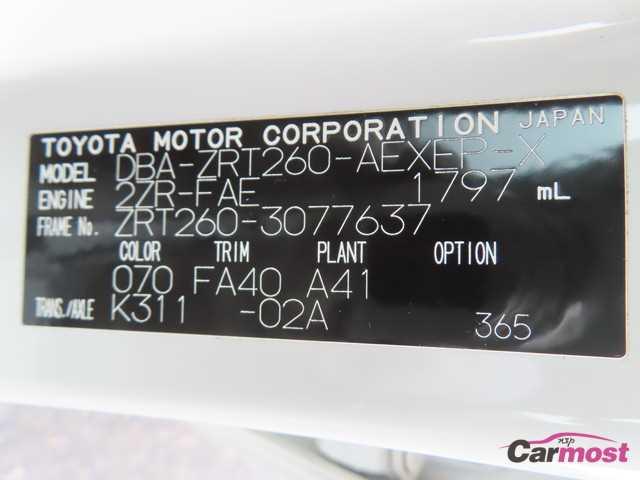 TOYOTA MOTOR CORPORATION JAPAN
MODEL DBA-ZRT260-AEXEP-X
ENGINE 2ZR-FAE 1797 mL
FRAME No. ZRT260-3077637
COLOR TRIM PLANT OPTION
070 FA40 A41
TRANS./AXLE K311 -02A 365
nsp
Carmost